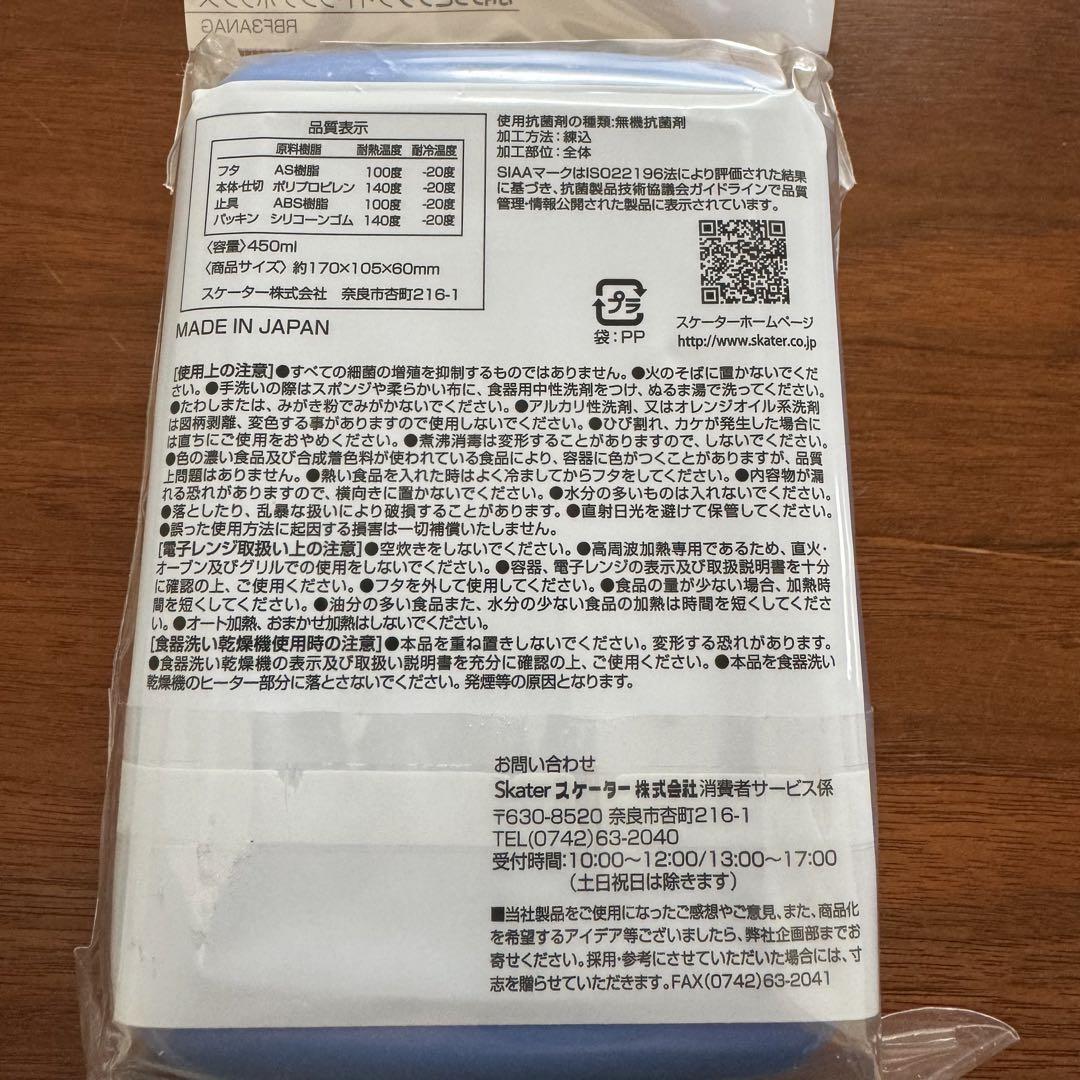 RBF3ANAG
品質表示
原料樹脂 耐熱温度 耐冷温度
フタ AS樹脂 100度 -20度
本体・仕切 ポリプロピレン 140度 -20度
止具 ABS樹脂 100度 -20度
パッキン シリコーンゴム 140度 -20度
〈容量〉450ml
〈商品サイズ〉約170×105×60mm
スケーター株式会社 奈良市杏町216-1
MADE IN JAPAN
使用抗菌剤の種類:無機抗菌剤
加工方法:練込
加工部位:全体
SIAAマークはISO22196法により評価された結果
に基づき、抗菌製品技術協議会ガイドラインで品質
管理・情報公開された製品に表示されています。
プラ
袋:PP
スケーターホームページ
http://www.skater.co.jp
[使用上の注意]●すべての細菌の増殖を抑制するものではありません。●火のそばに置かないでくだ
さい。●手洗いの際はスポンジや柔らかい布に、食器用中性洗剤をつけ、ぬるま湯で洗ってください。
●たわしまたは、みがき粉でみがかないでください。●アルカリ性洗剤、又はオレンジオイル系洗剤
は図柄剥離、変色する事がありますので使用しないでください。●ひび割れ、カケが発生した場合に
は直ちにご使用をおやめください。●煮沸消毒は変形することがありますので、しないでください。
●色の濃い食品及び合成着色料が使われている食品により、容器に色がつくことがありますが、品質
上問題はありません。●熱い食品を入れた時はよく冷ましてからフタをしてください。●内容物が漏
れる恐れがありますので、横向きに置かないでください。●水分の多いものは入れないでください。
●落としたり、乱暴な扱いにより破損することがあります。●直射日光を避けて保管してください。
●誤った使用方法に起因する損害は一切補償いたしません。
[電子レンジ取扱い上の注意]●空炊きをしないでください。●高周波加熱専用であるため、直火・
オーブン及びグリルでの使用をしないでください。●容器、電子レンジの表示及び取扱説明書を十分
に確認の上、ご使用ください。●フタを外して使用してください。●食品の量が少ない場合、加熱時
間を短くしてください。●油分の多い食品また、水分の少ない食品の加熱は時間を短くしてくださ
い。●オート加熱、おまかせ加熱はしないでください。
[食器洗い乾燥機使用時の注意]●本品を重ね置きしないでください。変形する恐れがあります。
●食器洗い乾燥機の表示及び取扱い説明書を充分に確認の上、ご使用ください。●本品を食器洗い
乾燥機のヒーター部分に落とさないでください。発煙等の原因となります。
お問い合わせ
Skater スケーター株式会社 消費者サービス係
〒630-8520 奈良市杏町216-1
TEL(0742)63-2040
受付時間:10:00～12:00/13:00～17:00
(土日祝日は除きます)
■当社製品をご使用になったご感想やご意見、また、商品化
を希望するアイデア等ございましたら、弊社企画部までお
寄せください。採用・参考にさせていただいた場合には、寸
志を贈らせていただきます。FAX(0742)63-2041